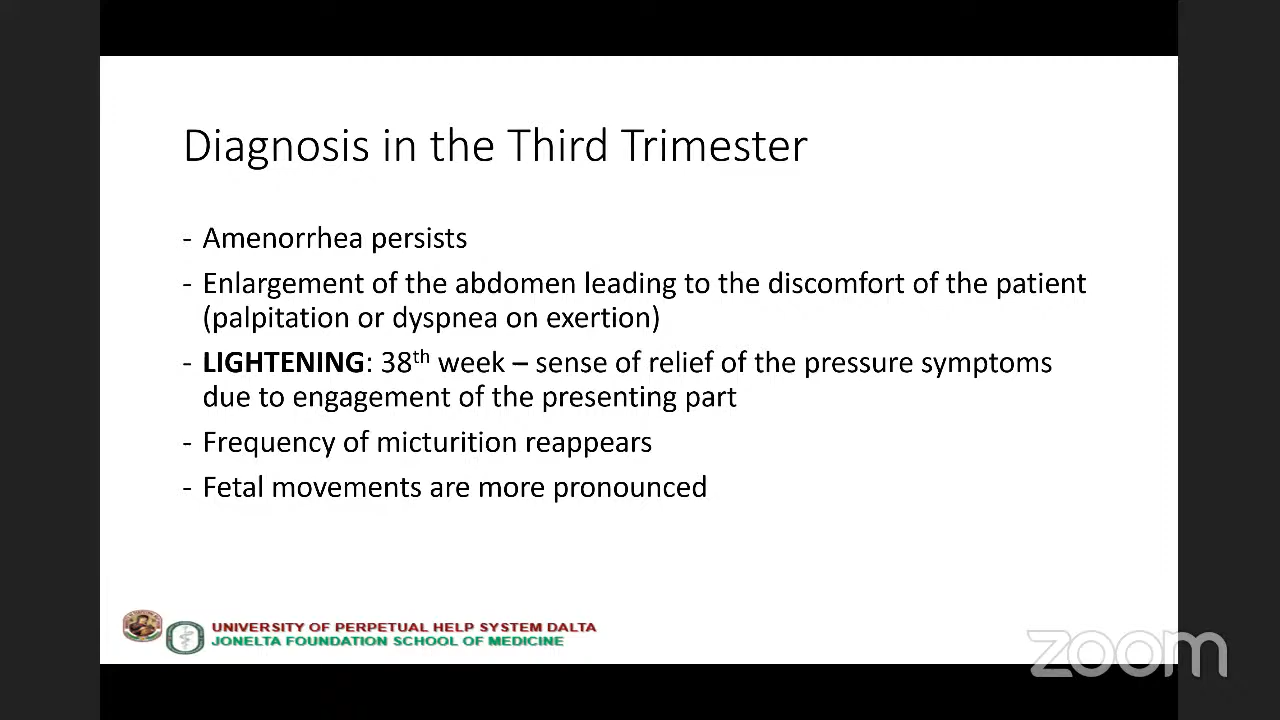 Diagnosis in the Third Trimester
- Amenorrhea persists
- Enlargement of the abdomen leading to the discomfort of the patient
(palpitation or dyspnea on exertion)
- LIGHTENING: 38th week – sense of relief of the pressure symptoms
due to engagement of the presenting part
- Frequency of micturition reappears
- Fetal movements are more pronounced
UNIVERSITY OF PERPETUAL HELP SYSTEM DALTA
JONELTA FOUNDATION SCHOOL OF MEDICINE
zoom